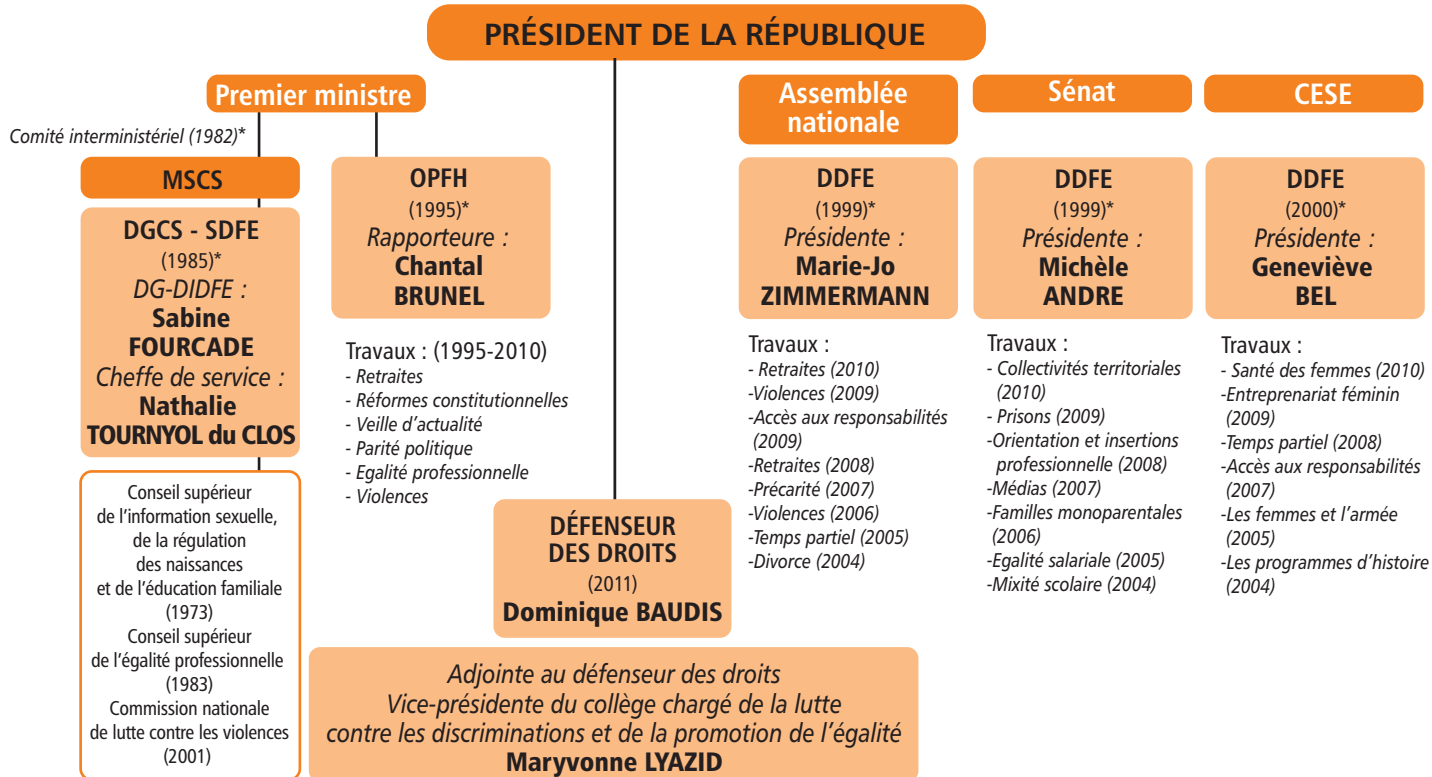 PRÉSIDENT DE LA RÉPUBLIQUE
Premier ministre
Comité interministériel (1982)*
MSCS
DGCS - SDFE
(1985)*
DG-DIDFE :
Sabine
FOURCADE
Cheffe de service :
Nathalie
TOURNYOL du CLOS
Conseil supérieur
de l’information sexuelle,
de la régulation
des naissances
et de l’éducation familiale
(1973)
Conseil supérieur
de l’égalité professionnelle
(1983)
Commission nationale
de lutte contre les violences
(2001)
OPFH
(1995)*
Rapporteure :
Chantal
BRUNEL
Travaux : (1995-2010)
- Retraites
- Réformes constitutionnelles
- Veille d’actualité
- Parité politique
- Egalité professionnelle
- Violences
DÉFENSEUR
DES DROITS
(2011)
Dominique BAUDIS
Adjointe au défenseur des droits
Vice-présidente du collège chargé de la lutte
contre les discriminations et de la promotion de l’égalité
Maryvonne LYAZID
Assemblée
nationale
DDFE
(1999)*
Présidente :
Marie-Jo
ZIMMERMANN
Travaux :
- Retraites (2010)
-Violences (2009)
-Accès aux responsabilités
(2009)
-Retraites (2008)
-Précarité (2007)
-Violences (2006)
-Temps partiel (2005)
-Divorce (2004)
Sénat
DDFE
(1999)*
Présidente :
Michèle
ANDRE
Travaux :
- Collectivités territoriales
(2010)
- Prisons (2009)
-Orientation et insertions
professionnelle (2008)
-Médias (2007)
-Familles monoparentales
(2006)
-Egalité salariale (2005)
-Mixité scolaire (2004)
CESE
DDFE
(2000)*
Présidente :
Geneviève
BEL
Travaux :
- Santé des femmes (2010)
-Entreprenariat féminin
(2009)
-Temps partiel (2008)
-Accès aux responsabilités
(2007)
-Les femmes et l’armée
(2005)
-Les programmes d’histoire
(2004)